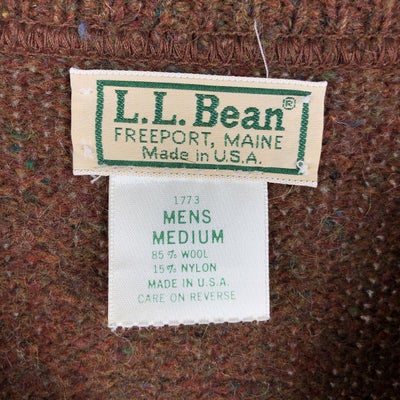 L.L.Bean®
FREEPORT, MAINE
Made in U.S.A.
1773
MENS
MEDIUM
85% WOOL
15% NYLON
MADE IN U.S.A.
CARE ON REVERSE